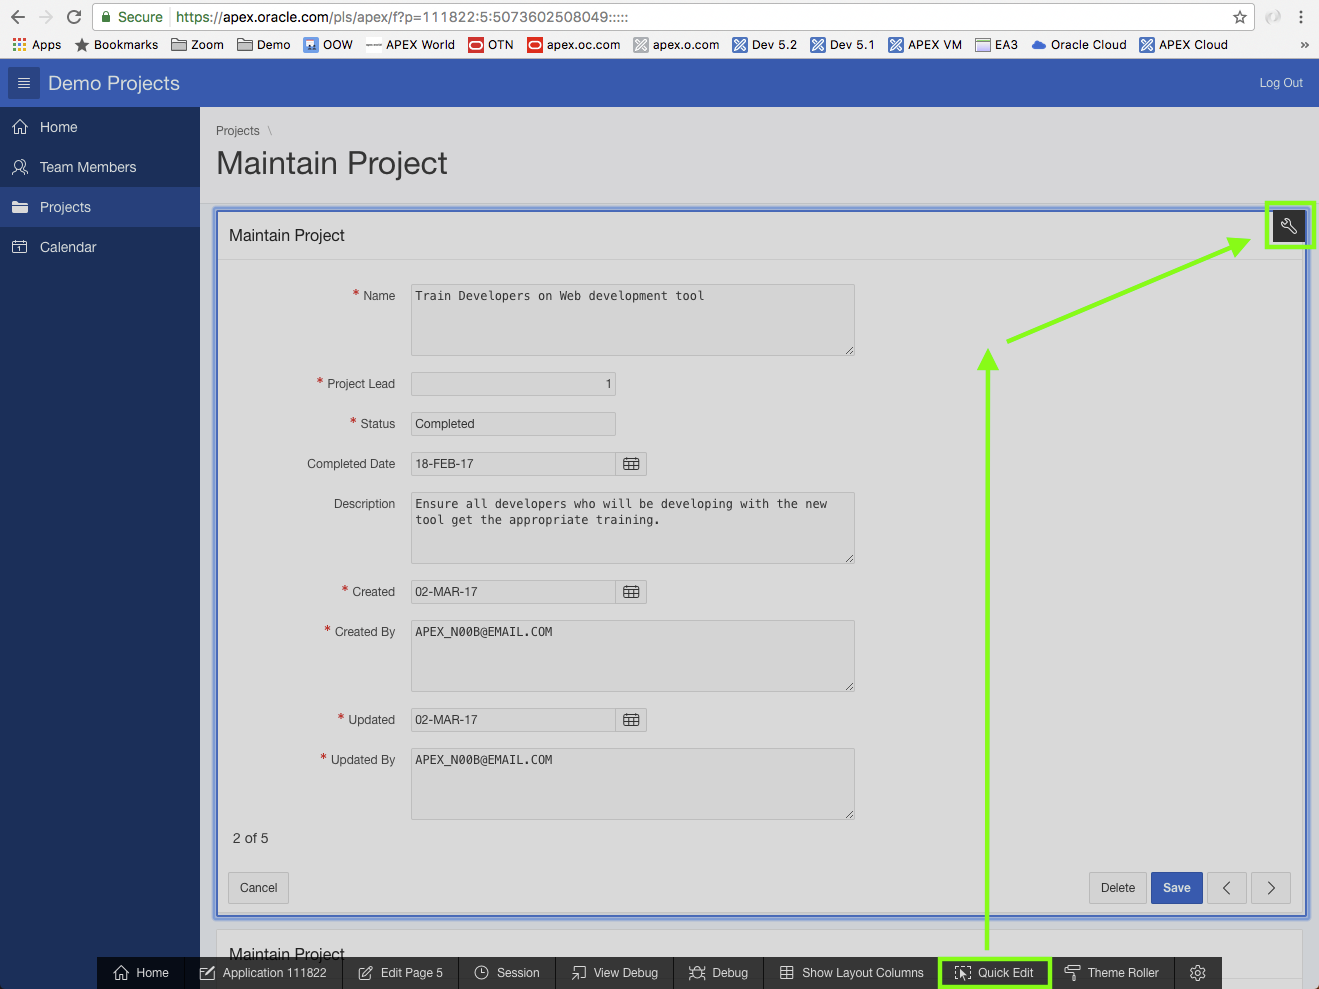 Secure https://apex.oracle.com/pls/apex/f?p=111822:5:5073602508049:::::
Apps Bookmarks Zoom Demo OOW APEX World OTN apex.oc.com apex.o.com Dev 5.2 Dev 5.1 APEX VM EA3 Oracle Cloud APEX Cloud »
Demo Projects Log Out
Home
Team Members
Projects
Calendar
Projects \
Maintain Project
Maintain Project
* Name Train Developers on Web development tool
* Project Lead 1
* Status Completed
Completed Date 18-FEB-17
Description Ensure all developers who will be developing with the new
tool get the appropriate training.
* Created 02-MAR-17
* Created By APEX_N00B@EMAIL.COM
* Updated 02-MAR-17
* Updated By APEX_N00B@EMAIL.COM
2 of 5
Cancel Delete Save
Maintain Project
Home Application 111822 Edit Page 5 Session View Debug Debug Show Layout Columns Quick Edit Theme Roller